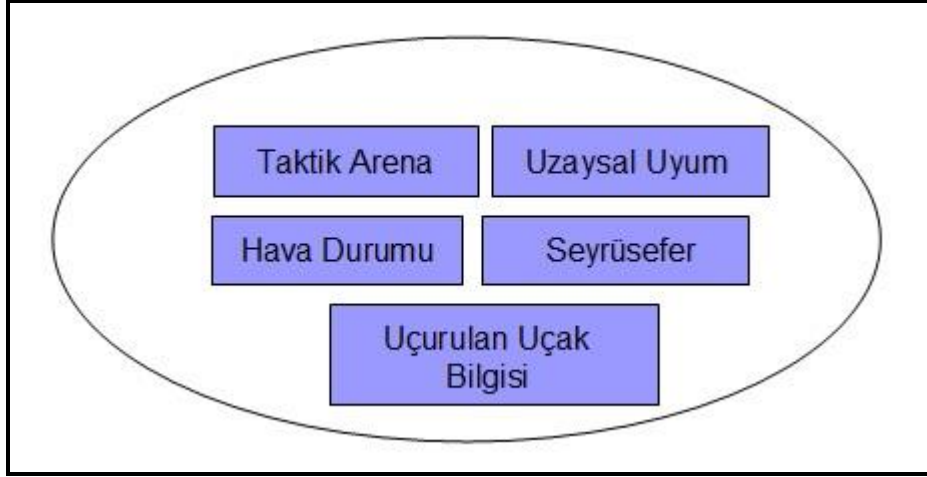 Taktik Arena
Uzaysal Uyum
Hava Durumu
Seyrüsefer
Uçurulan Uçak
Bilgisi